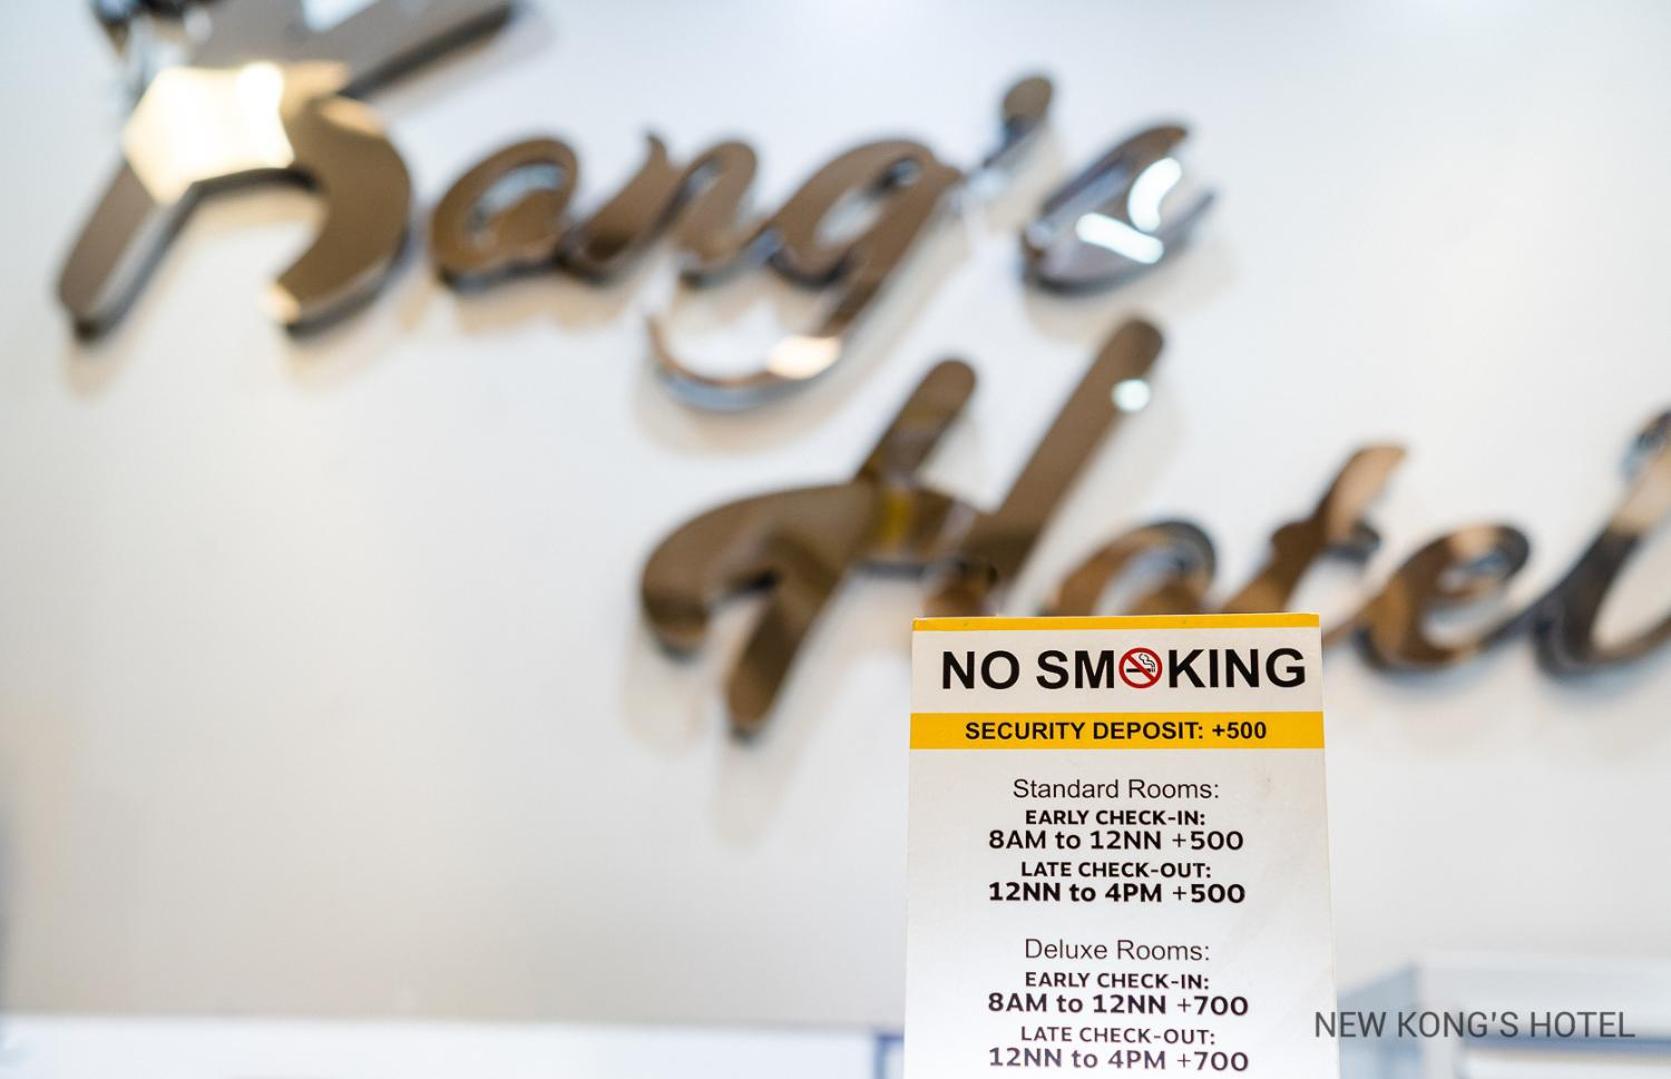 Kong's
Hotel
NO SMOKING
SECURITY DEPOSIT: +500
Standard Rooms:
EARLY CHECK-IN:
8AM to 12NN +500
LATE CHECK-OUT:
12NN to 4PM +500
Deluxe Rooms:
EARLY CHECK-IN:
8AM to 12NN +700
LATE CHECK-OUT:
12NN to 4PM +700
NEW KONG'S HOTEL